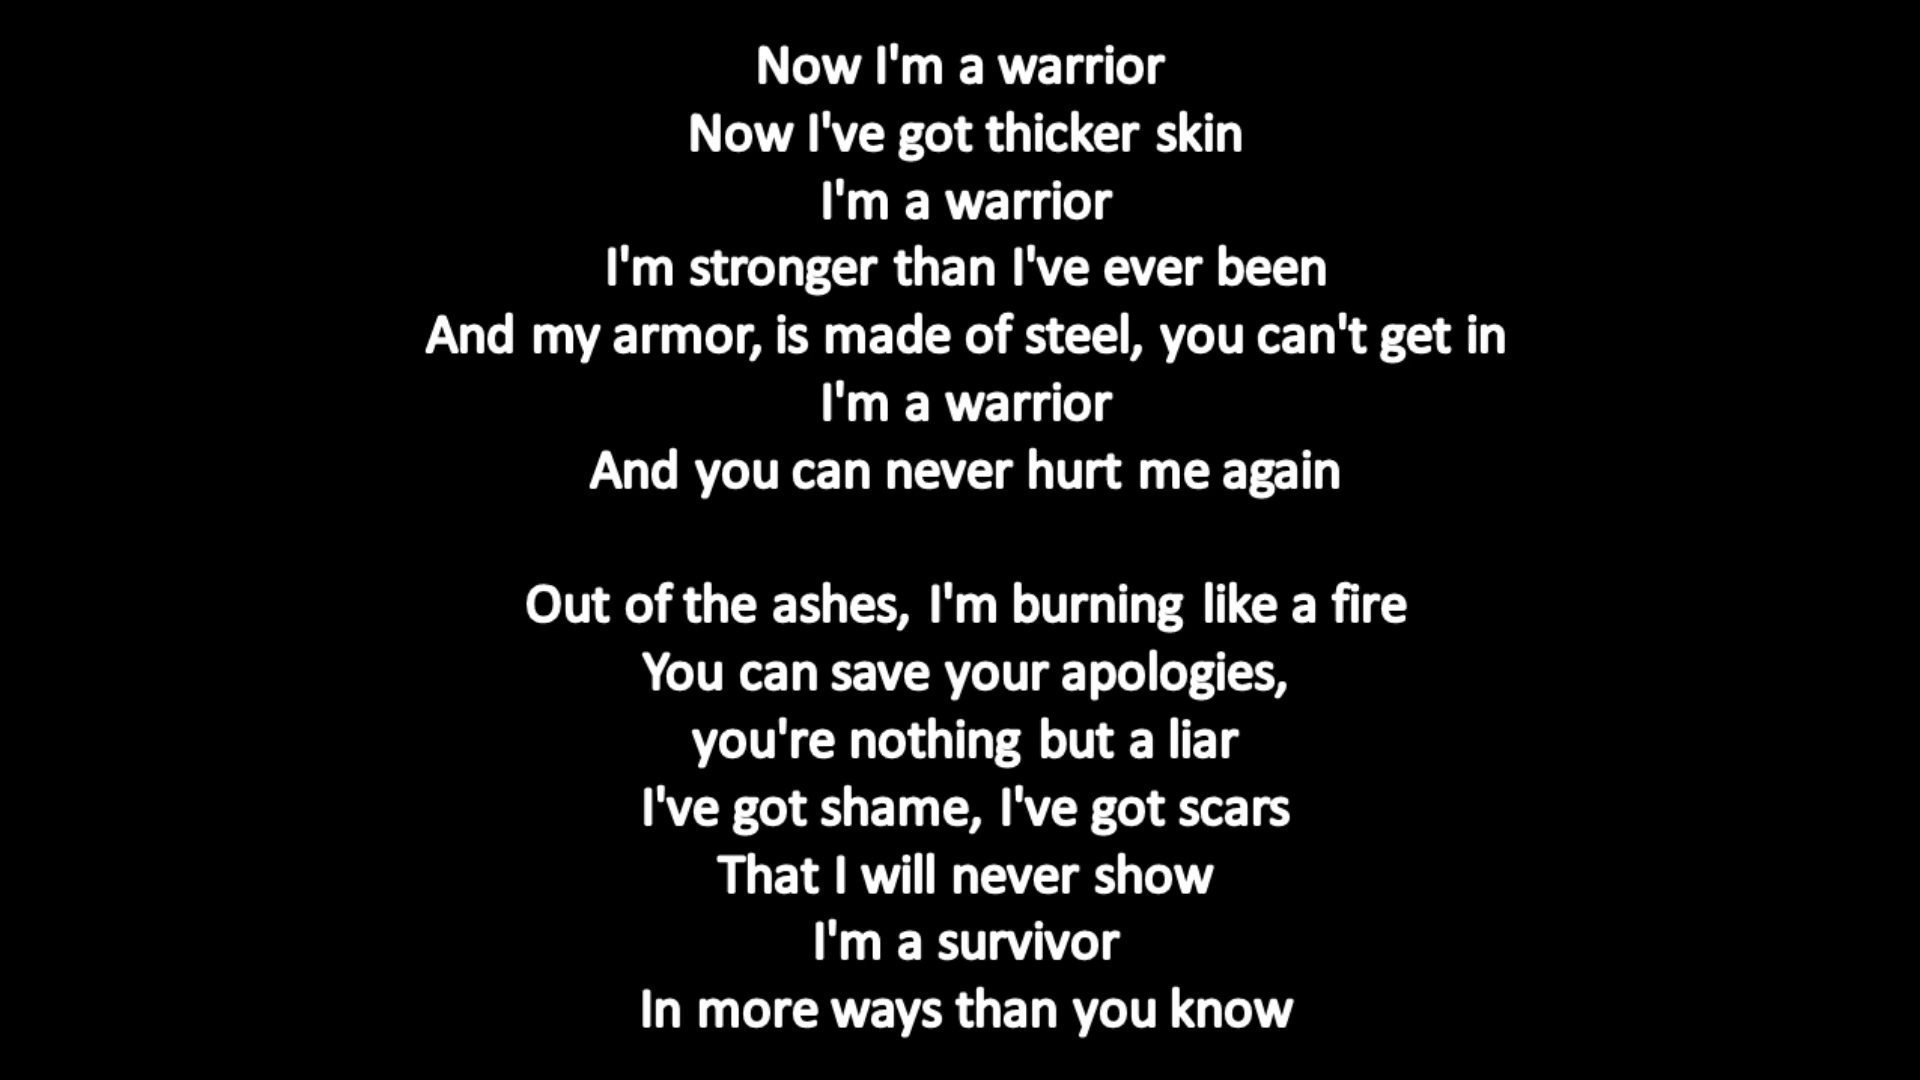 Now I'm a warrior
Now I've got thicker skin
I'm a warrior
I'm stronger than I've ever been
And my armor, is made of steel, you can't get in
I'm a warrior
And you can never hurt me again
Out of the ashes, I'm burning like a fire
You can save your apologies,
you're nothing but a liar
I've got shame, I've got scars
That I will never show
I'm a survivor
In more ways than you know